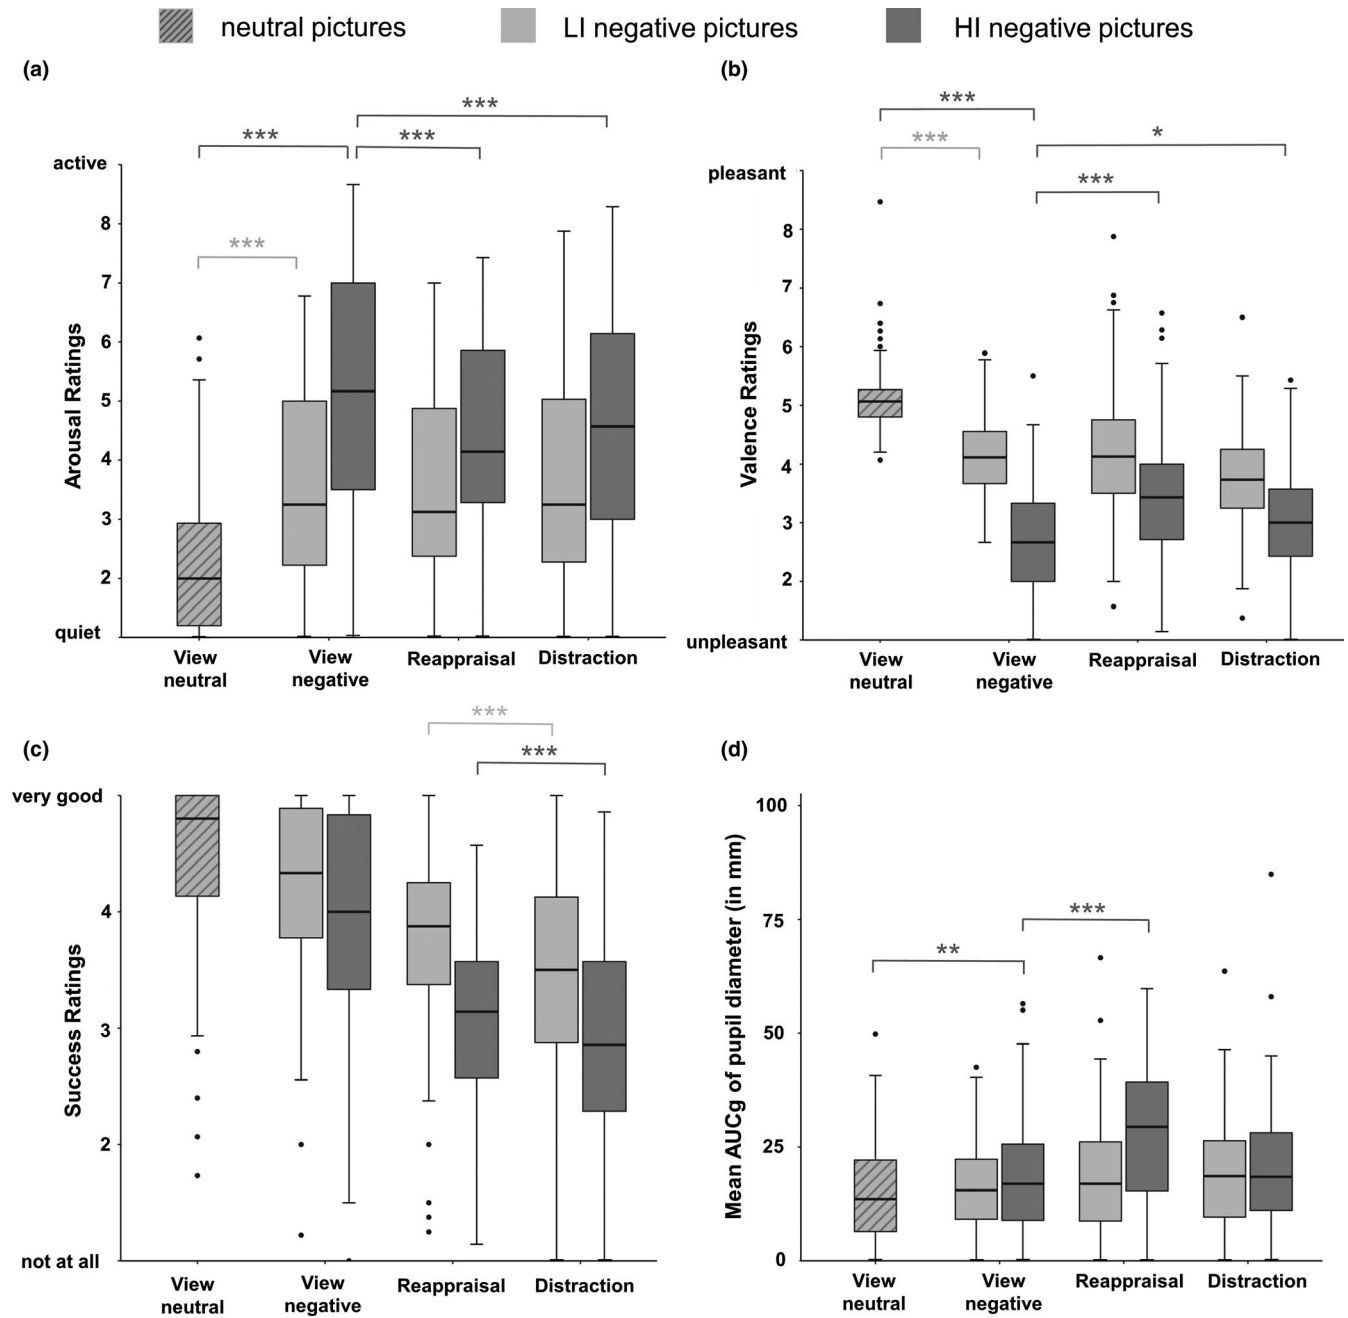 neutral pictures LI negative pictures HI negative pictures
(a)
*** 
*** ***
***
active
8
7
6
5
4
3
2
quiet
Arousal Ratings
View neutral
View negative
Reappraisal
Distraction
(b)
***
*** *
***
pleasant
8
7
6
5
4
3
2
unpleasant
Valence Ratings
View neutral
View negative
Reappraisal
Distraction
(c)
***
***
very good
4
3
2
not at all
Success Ratings
View neutral
View negative
Reappraisal
Distraction
(d)
***
**
100
75
50
25
0
Mean AUCg of pupil diameter (in mm)
View neutral
View negative
Reappraisal
Distraction